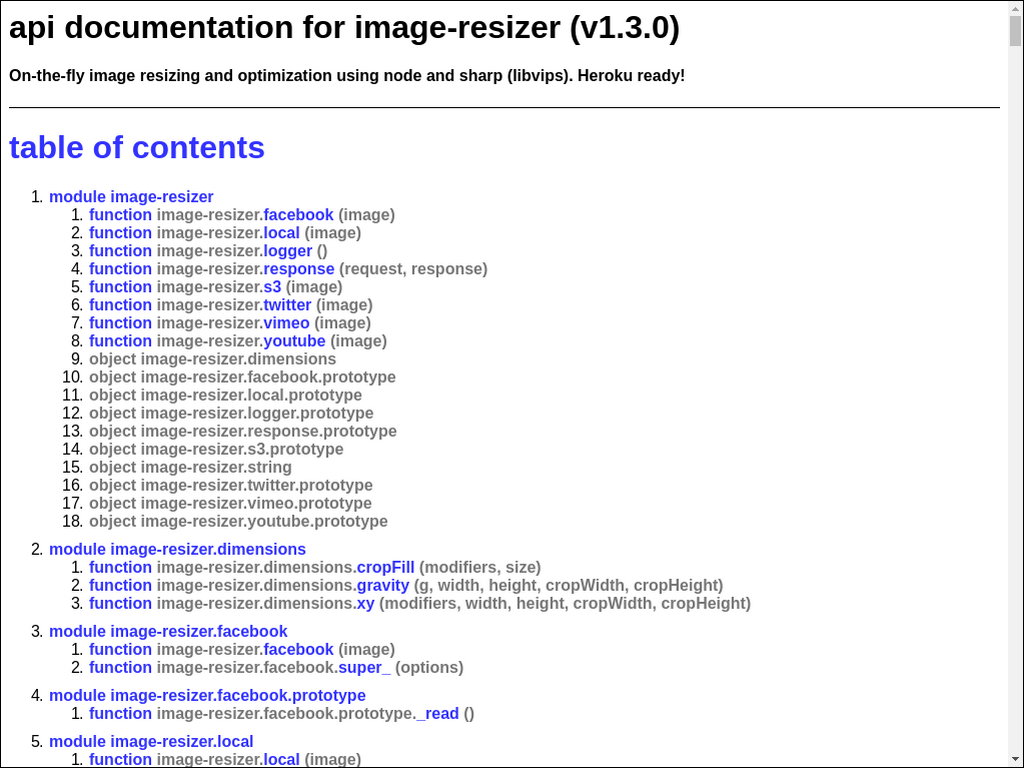 api documentation for image-resizer (v1.3.0)
On-the-fly image resizing and optimization using node and sharp (libvips). Heroku ready!
table of contents
1. module image-resizer
1. function image-resizer.facebook (image)
2. function image-resizer.local (image)
3. function image-resizer.logger ()
4. function image-resizer.response (request, response)
5. function image-resizer.s3 (image)
6. function image-resizer.twitter (image)
7. function image-resizer.vimeo (image)
8. function image-resizer.youtube (image)
9. object image-resizer.dimensions
10. object image-resizer.facebook.prototype
11. object image-resizer.local.prototype
12. object image-resizer.logger.prototype
13. object image-resizer.response.prototype
14. object image-resizer.s3.prototype
15. object image-resizer.string
16. object image-resizer.twitter.prototype
17. object image-resizer.vimeo.prototype
18. object image-resizer.youtube.prototype
2. module image-resizer.dimensions
1. function image-resizer.dimensions.cropFill (modifiers, size)
2. function image-resizer.dimensions.gravity (g, width, height, cropWidth, cropHeight)
3. function image-resizer.dimensions.xy (modifiers, width, height, cropWidth, cropHeight)
3. module image-resizer.facebook
1. function image-resizer.facebook (image)
2. function image-resizer.facebook.super_ (options)
4. module image-resizer.facebook.prototype
1. function image-resizer.facebook.prototype._read ()
5. module image-resizer.local
1. function image-resizer.local (image)